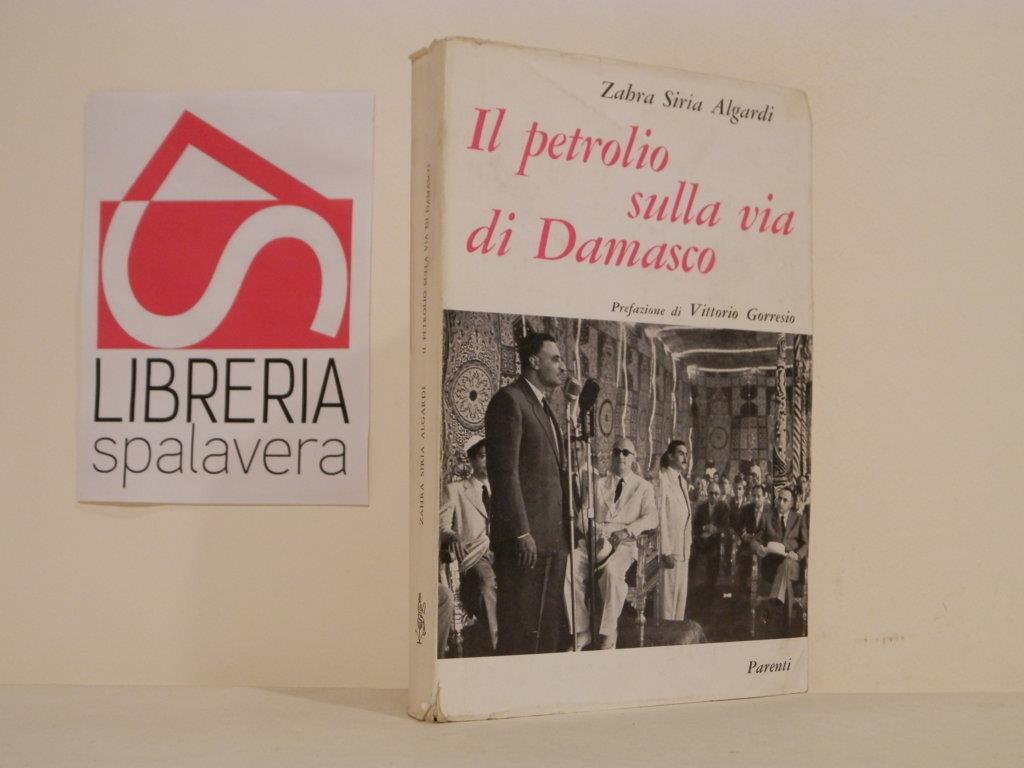 LIBRERIA
spalavera
ZAHRA SIRIA ALGARDI IL PETROLIO SULLA VIA DI DAMASCO
Zahra Siria Algardi
Il petrolio
sulla via
di Damasco
Prefazione di Vittorio Gorresio
Parenti